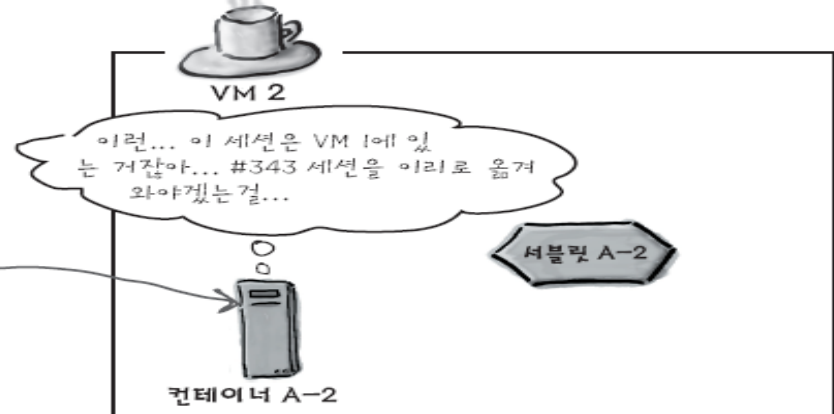 VM 2
이런... 이 세션은 VM 1에 있
는 거잖아... #343 세션을 이리로 옮겨
와야겠는걸...
서블릿 A-2
컨테이너 A-2